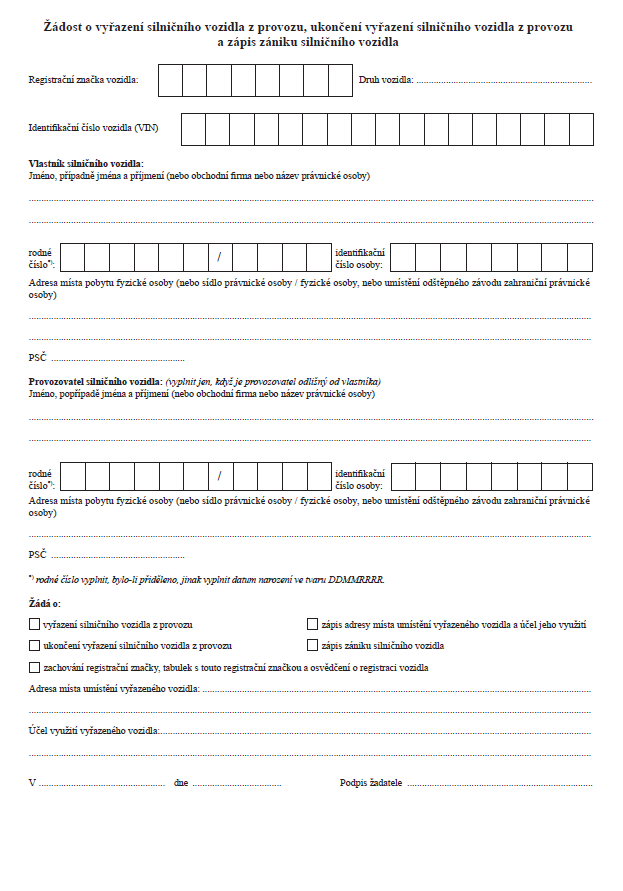 Žádost o vyřazení silničního vozidla z provozu, ukončení vyřazení silničního vozidla z provozu
a zápis zániku silničního vozidla
Registrační značka vozidla:
Druh vozidla: ......................................................................
Identifikační číslo vozidla (VIN)
Vlastník silničního vozidla:
Jméno, případně jména a příjmení (nebo obchodní firma nebo název právnické osoby)
rodné
číslo*):
/
identifikační
číslo osoby:
Adresa místa pobytu fyzické osoby (nebo sídlo právnické osoby / fyzické osoby, nebo umístění odštěpného závodu zahraniční právnické
osoby)
PSČ ......................................................
Provozovatel silničního vozidla: (vyplnit jen, když je provozovatel odlišný od vlastníka)
Jméno, popřípadě jména a příjmení (nebo obchodní firma nebo název právnické osoby)
rodné
číslo*):
/
identifikační
číslo osoby:
Adresa místa pobytu fyzické osoby (nebo sídlo právnické osoby / fyzické osoby, nebo umístění odštěpného závodu zahraniční právnické
osoby)
PSČ ......................................................
*) rodné číslo vyplnit, bylo-li přiděleno, jinak vyplnit datum narození ve tvaru DDMMRRRR.
Žádá o:
vyřazení silničního vozidla z provozu
zápis adresy místa umístění vyřazeného vozidla a účel jeho využití
ukončení vyřazení silničního vozidla z provozu
zápis zániku silničního vozidla
zachování registrační značky, tabulek s touto registrační značkou a osvědčení o registraci vozidla
Adresa místa umístění vyřazeného vozidla: ......................................................................
Účel využití vyřazeného vozidla:......................................................................
V .................................................. dne ................................... Podpis žadatele ......................................................................